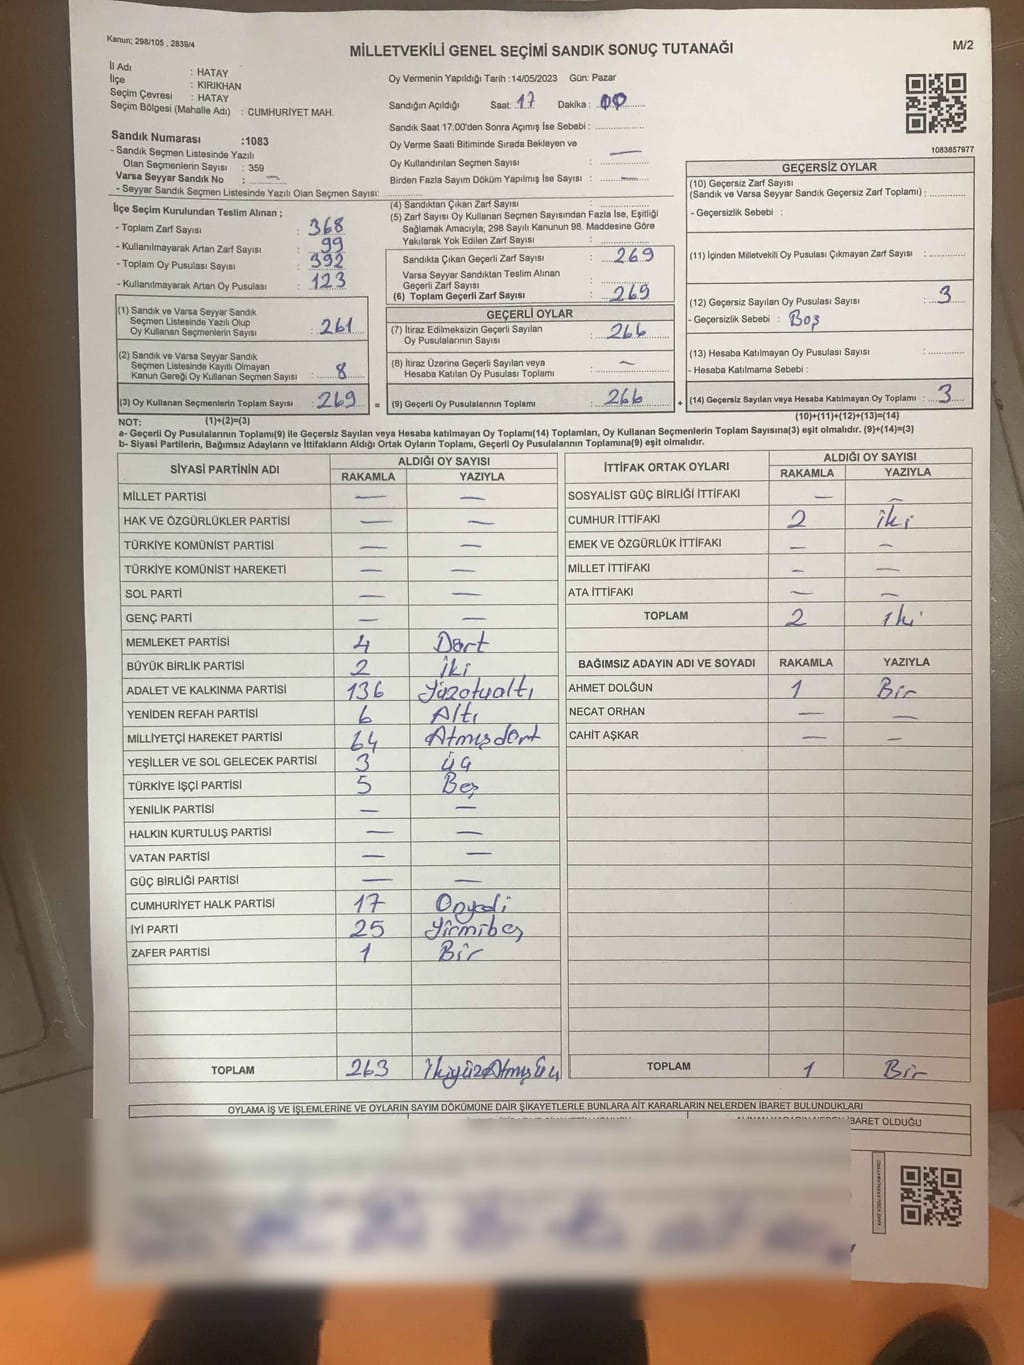 Kanun; 298/105 , 2839/4
MİLLETVEKİLİ GENEL SEÇİMİ SANDIK SONUÇ TUTANAĞI
M/2
İl Adı : HATAY
İlçe : KIRIKHAN
Seçim Çevresi : HATAY
Seçim Bölgesi (Mahalle Adı) : CUMHURİYET MAH.
Sandık Numarası :1083
- Sandık Seçmen Listesinde Yazılı
Olan Seçmenlerin Sayısı : 359
Varsa Seyyar Sandık No : —
- Seyyar Sandık Seçmen Listesinde Yazılı Olan Seçmen Sayısı:
Oy Vermenin Yapıldığı Tarih :14/05/2023 Gün: Pazar
Sandığın Açıldığı Saat: 17 Dakika : 00
Sandık Saat 17:00'den Sonra Açımış İse Sebebi :
Oy Verme Saati Bitiminde Sırada Bekleyen ve —
Oy Kullandırılan Seçmen Sayısı :
Birden Fazla Sayım Döküm Yapılmış İse Sayısı : —
1083857977
İlçe Seçim Kurulundan Teslim Alınan ;
- Toplam Zarf Sayısı : 368
- Kullanılmayarak Artan Zarf Sayısı : 99
- Toplam Oy Pusulası Sayısı : 392
- Kullanılmayarak Artan Oy Pusulası : 123
(1) Sandık ve Varsa Seyyar Sandık
Seçmen Listesinde Yazılı Olup
Oy Kullanan Seçmenlerin Sayısı : 261
(2) Sandık ve Varsa Seyyar Sandık
Seçmen Listesinde Kayıtlı Olmayan
Kanun Gereği Oy Kullanan Seçmen Sayısı : 8
(3) Oy Kullanan Seçmenlerin Toplam Sayısı : 269 =
(4) Sandıktan Çıkan Zarf Sayısı :
(5) Zarf Sayısı Oy Kullanan Seçmen Sayısından Fazla İse, Eşitliği
Sağlamak Amacıyla; 298 Sayılı Kanunun 98. Maddesine Göre
Yakılarak Yok Edilen Zarf Sayısı :
Sandıkta Çıkan Geçerli Zarf Sayısı : 269
Varsa Seyyar Sandıktan Teslim Alınan
Geçerli Zarf Sayısı :
(6) Toplam Geçerli Zarf Sayısı : 269
GEÇERLİ OYLAR
(7) İtiraz Edilmeksizin Geçerli Sayılan
Oy Pusulalarının Sayısı : 266
(8) İtiraz Üzerine Geçerli Sayılan veya
Hesaba Katılan Oy Pusulası Toplamı : —
(9) Geçerli Oy Pusulalarının Toplamı : 266 +
GEÇERSİZ OYLAR
(10) Geçersiz Zarf Sayısı
(Sandık ve Varsa Seyyar Sandık Geçersiz Zarf Toplamı) :
- Geçersizlik Sebebi :
(11) İçinden Milletvekili Oy Pusulası Çıkmayan Zarf Sayısı :
(12) Geçersiz Sayılan Oy Pusulası Sayısı : 3
- Geçersizlik Sebebi : Boş
(13) Hesaba Katılmayan Oy Pusulası Sayısı :
- Hesaba Katılmama Sebebi :
(14) Geçersiz Sayılan veya Hesaba Katılmayan Oy Toplamı : 3
NOT: (1)+(2)=(3)
(10)+(11)+(12)+(13)=(14)
a- Geçerli Oy Pusulalarının Toplamı(9) ile Geçersiz Sayılan veya Hesaba katılmayan Oy Toplamı(14) Toplamları, Oy Kullanan Seçmenlerin Toplam Sayısına(3) eşit olmalıdır. (9)+(14)=(3)
b- Siyasi Partilerin, Bağımsız Adayların ve İttifakların Aldığı Ortak Oyların Toplamı, Geçerli Oy Pusulalarının Toplamına(9) eşit olmalıdır.
SİYASİ PARTİNİN ADI ALDIĞI OY SAYISI
RAKAMLA YAZIYLA
MİLLET PARTİSİ — —
HAK VE ÖZGÜRLÜKLER PARTİSİ — —
TÜRKİYE KOMÜNİST PARTİSİ — —
TÜRKİYE KOMÜNİST HAREKETİ — —
SOL PARTİ — —
GENÇ PARTİ — —
MEMLEKET PARTİSİ 4 Dört
BÜYÜK BİRLİK PARTİSİ 2 İki
ADALET VE KALKINMA PARTİSİ 136 Yüzotuzaltı
YENİDEN REFAH PARTİSİ 6 Altı
MİLLİYETÇİ HAREKET PARTİSİ 64 Atmışdört
YEŞİLLER VE SOL GELECEK PARTİSİ 3 üç
TÜRKİYE İŞÇİ PARTİSİ 5 Beş
YENİLİK PARTİSİ — —
HALKIN KURTULUŞ PARTİSİ — —
VATAN PARTİSİ — —
GÜÇ BİRLİĞİ PARTİSİ — —
CUMHURİYET HALK PARTİSİ 17 Onyedi
İYİ PARTİ 25 Yirmibeş
ZAFER PARTİSİ 1 Bir
TOPLAM 263 İkiyüzAtmışüç
İTTİFAK ORTAK OYLARI ALDIĞI OY SAYISI
RAKAMLA YAZIYLA
SOSYALİST GÜÇ BİRLİĞİ İTTİFAKI — —
CUMHUR İTTİFAKI 2 İki
EMEK VE ÖZGÜRLÜK İTTİFAKI — —
MİLLET İTTİFAKI — —
ATA İTTİFAKI — —
TOPLAM 2 iki
BAĞIMSIZ ADAYIN ADI VE SOYADI RAKAMLA YAZIYLA
AHMET DOLĞUN 1 Bir
NECAT ORHAN — —
CAHİT AŞKAR — —
TOPLAM 1 Bir
OYLAMA İŞ VE İŞLEMLERİNE VE OYLARIN SAYIM DÖKÜMÜNE DAİR ŞİKAYETLERLE BUNLARA AİT KARARLARIN NELERDEN İBARET BULUNDUKLARI
İBARET OLDUĞU